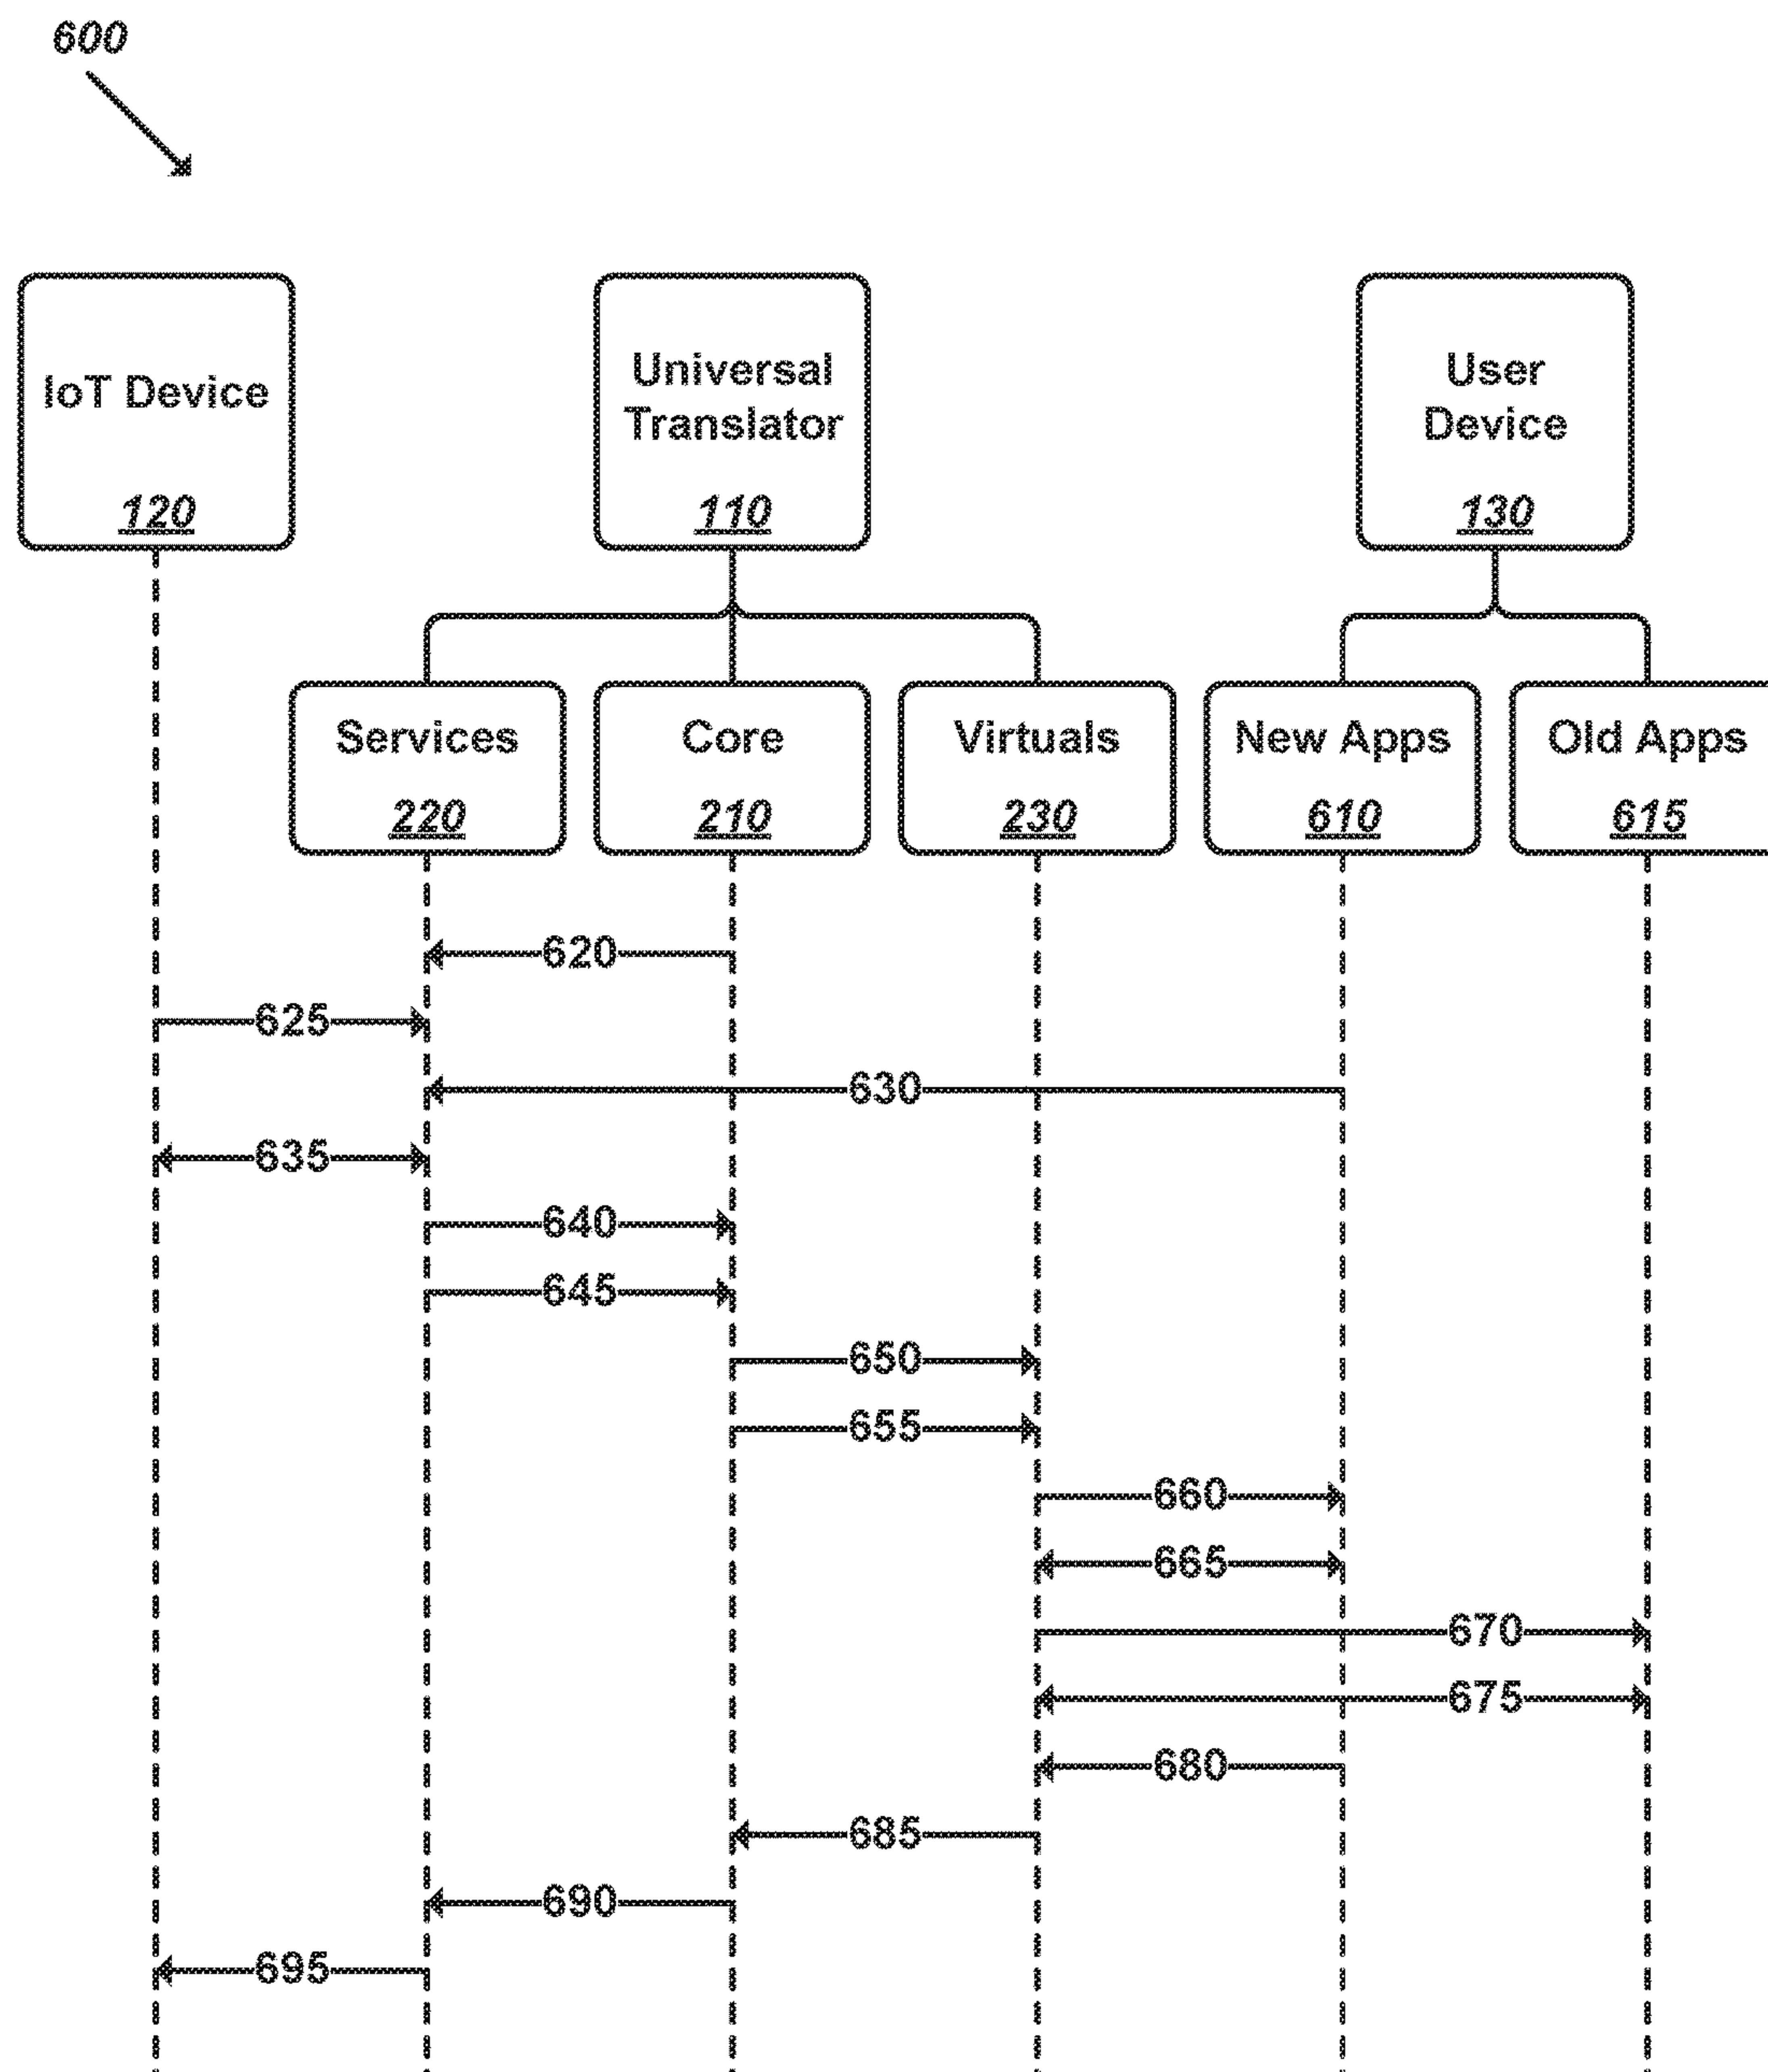 600
IoT Device
120
Universal
Translator
110
User
Device
130
Services
220
Core
210
Virtuals
230
New Apps
610
Old Apps
615
620
625
630
635
640
645
650
655
660
665
670
675
680
685
690
695